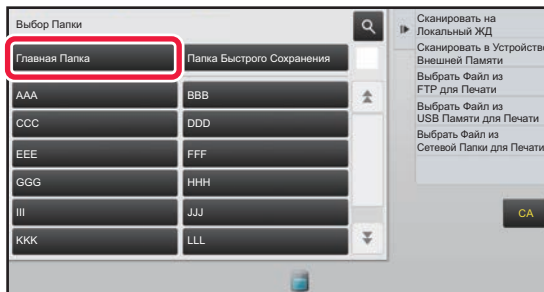 Выбор Папки
Главная Папка
Папка Быстрого Сохранения
AAA
BBB
CCC
DDD
EEE
FFF
GGG
HHH
III
JJJ
KKK
LLL
Сканировать на
Локальный ЖД
Сканировать в Устройство
Внешней Памяти
Выбрать Файл из
FTP для Печати
Выбрать Файл из
USB Памяти для Печати
Выбрать Файл из
Сетевой Папки для Печати
CA